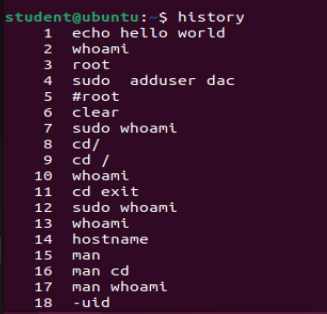 student@ubuntu:~$ history
1 echo hello world
2 whoami
3 root
4 sudo  adduser dac
5 #root
6 clear
7 sudo whoami
8 cd/
9 cd /
10 whoami
11 cd exit
12 sudo whoami
13 whoami
14 hostname
15 man
16 man cd
17 man whoami
18 -uid